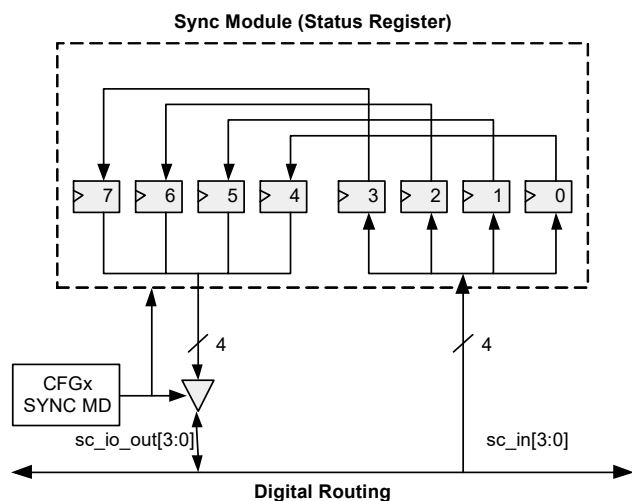 Sync Module (Status Register)
7 6 5 4 3 2 1 0
4 4
CFGx
SYNC MD
sc_io_out[3:0] sc_in[3:0]
Digital Routing